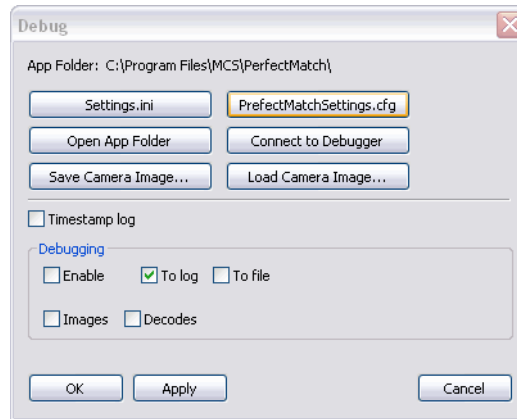 Debug
App Folder: C:\Program Files\MCS\PerfectMatch\
Settings.ini PrefectMatchSettings.cfg
Open App Folder Connect to Debugger
Save Camera Image... Load Camera Image...
Timestamp log
Debugging
Enable To log To file
Images Decodes
OK Apply Cancel